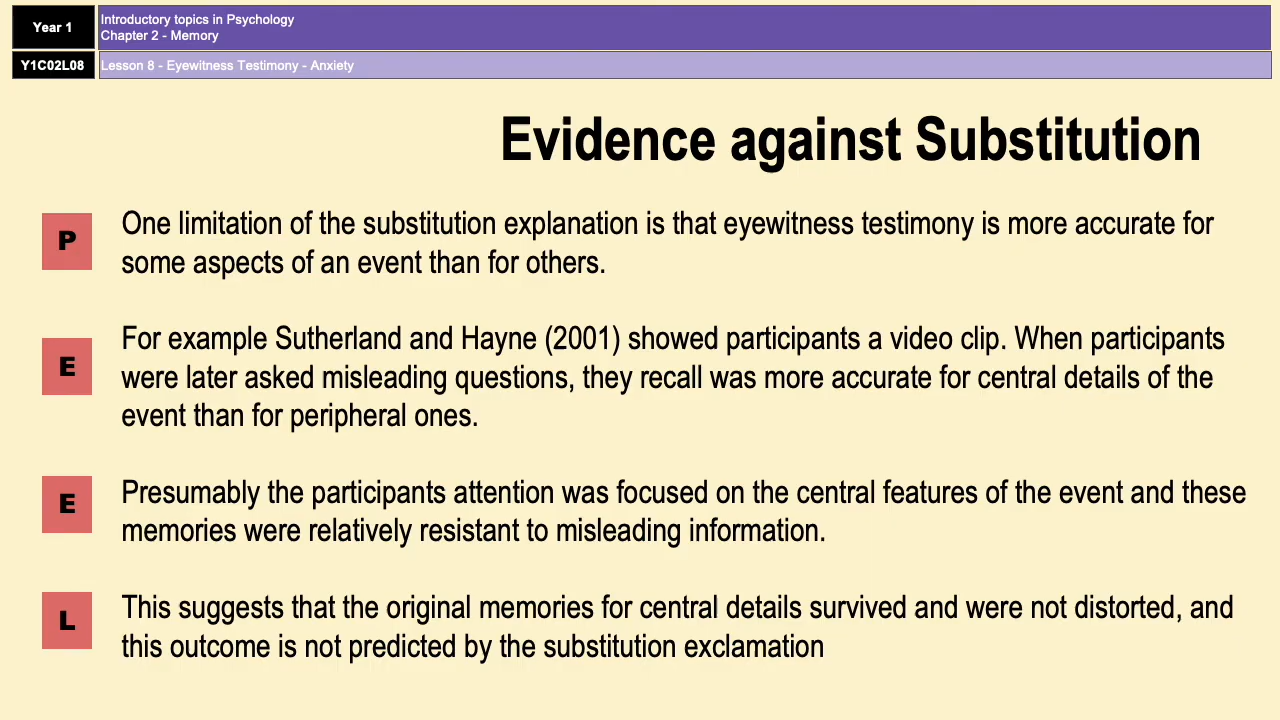 Year 1
Introductory topics in Psychology
Chapter 2 - Memory
Y1C02L08
Lesson 8 - Eyewitness Testimony - Anxiety
Evidence against Substitution
P
One limitation of the substitution explanation is that eyewitness testimony is more accurate for
some aspects of an event than for others.
E
For example Sutherland and Hayne (2001) showed participants a video clip. When participants
were later asked misleading questions, they recall was more accurate for central details of the
event than for peripheral ones.
E
Presumably the participants attention was focused on the central features of the event and these
memories were relatively resistant to misleading information.
L
This suggests that the original memories for central details survived and were not distorted, and
this outcome is not predicted by the substitution exclamation